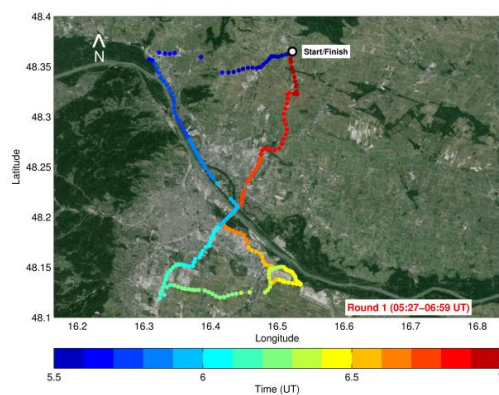 48.4
48.35
48.3
48.25
48.2
48.15
48.1
Latitude
N
Start/Finish
Round 1 (05:27–06:59 UT)
16.2 16.3 16.4 16.5 16.6 16.7 16.8
Longitude
5.5 6 6.5 7
Time (UT)